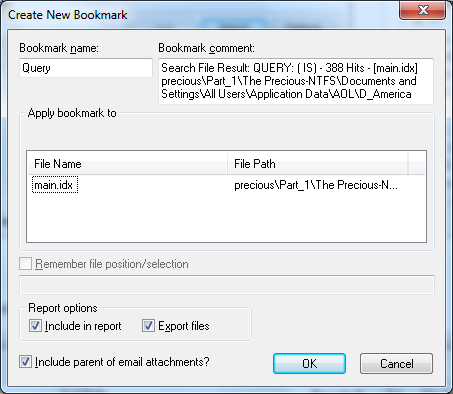 Create New Bookmark
Bookmark name:
Bookmark comment:
Query
Search File Result: QUERY: ( IS) - 388 Hits - [main.idx]
precious\Part_1\The Precious-NTFS\Documents and
Settings\All Users\Application Data\AOL\D_America
Apply bookmark to
File Name File Path
main.idx precious\Part_1\The Precious-N...
Remember file position/selection
Report options
Include in report Export files
Include parent of email attachments?
OK Cancel